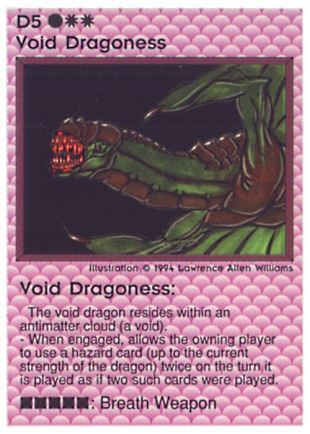 D5
Void Dragoness
Illustration © 1994 Lawrence Allen Williams
Void Dragoness:
The void dragon resides within an
antimatter cloud (a void).
- When engaged, allows the owning player
to use a hazard card (up to the current
strength of the dragon) twice on the turn it
is played as if two such cards were played.
: Breath Weapon